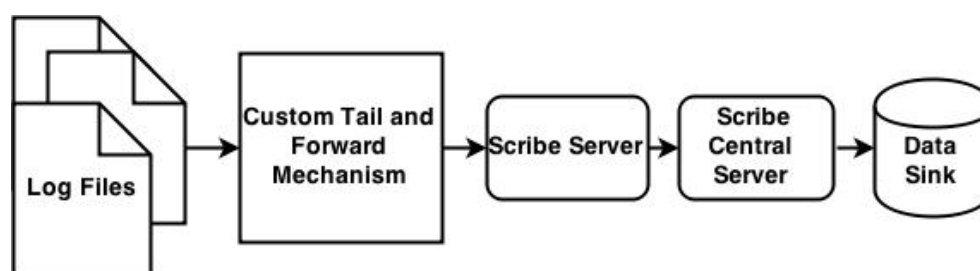 Log Files
Custom Tail and
Forward
Mechanism
Scribe Server
Scribe
Central
Server
Data
Sink